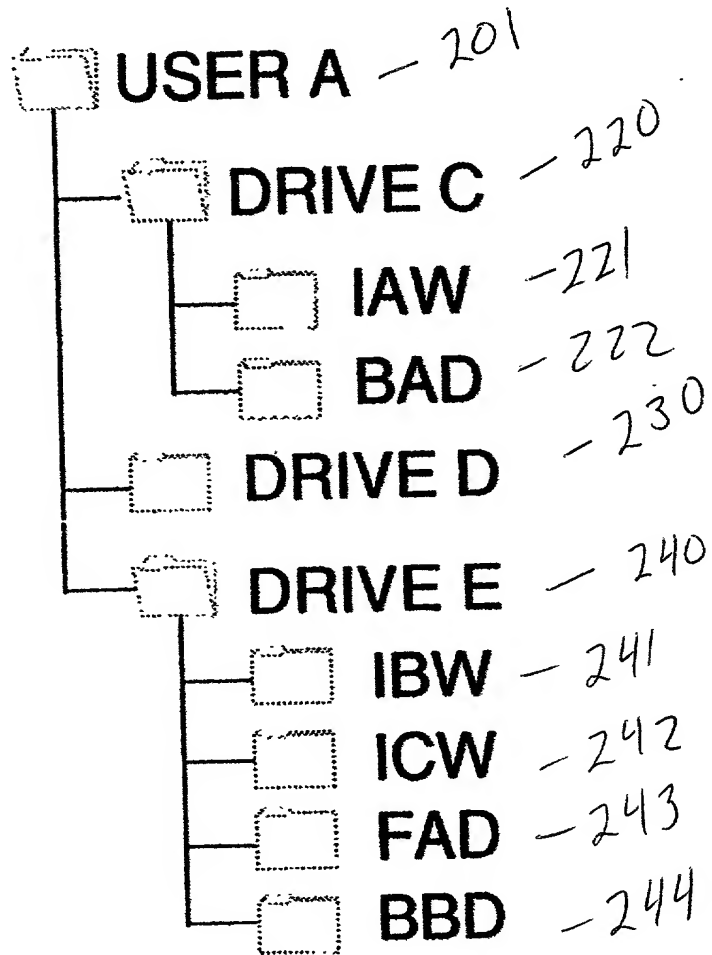 USER A — 201
DRIVE C — 220
IAW — 221
BAD — 222
DRIVE D — 230
DRIVE E — 240
IBW — 241
ICW — 242
FAD — 243
BBD — 244